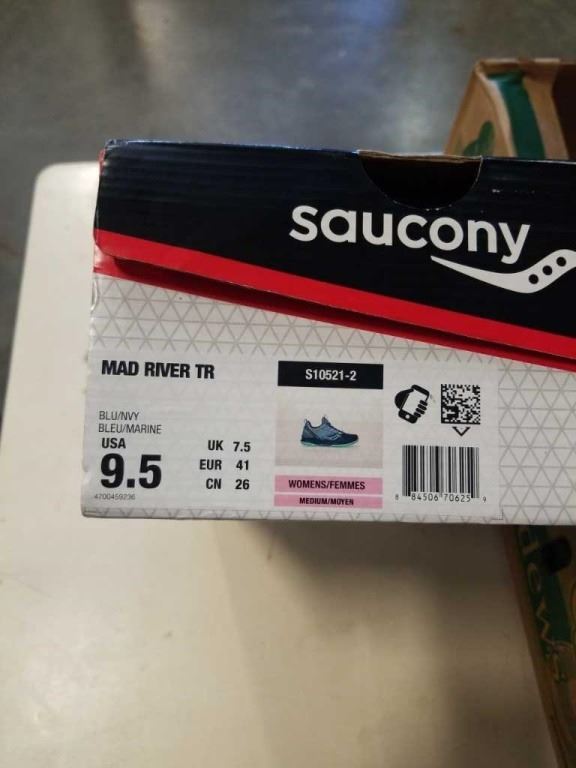 saucony
MAD RIVER TR
S10521-2
BLU/NVY
BLEU/MARINE
USA
9.5
UK 7.5
EUR 41
CN 26
4700459236
WOMENS/FEMMES
MEDIUM/MOYEN
8 84506 70625 9